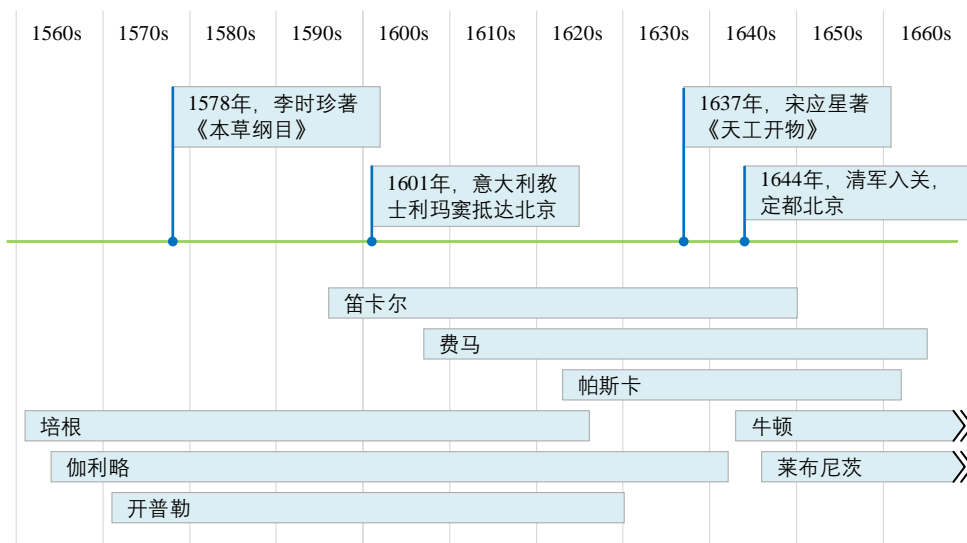 1560s 1570s 1580s 1590s 1600s 1610s 1620s 1630s 1640s 1650s 1660s
1578年，李时珍著
《本草纲目》
1637年，宋应星著
《天工开物》
1601年，意大利教
士利玛窦抵达北京
1644年，清军入关，
定都北京
笛卡尔
费马
帕斯卡
培根
牛顿
伽利略
莱布尼茨
开普勒